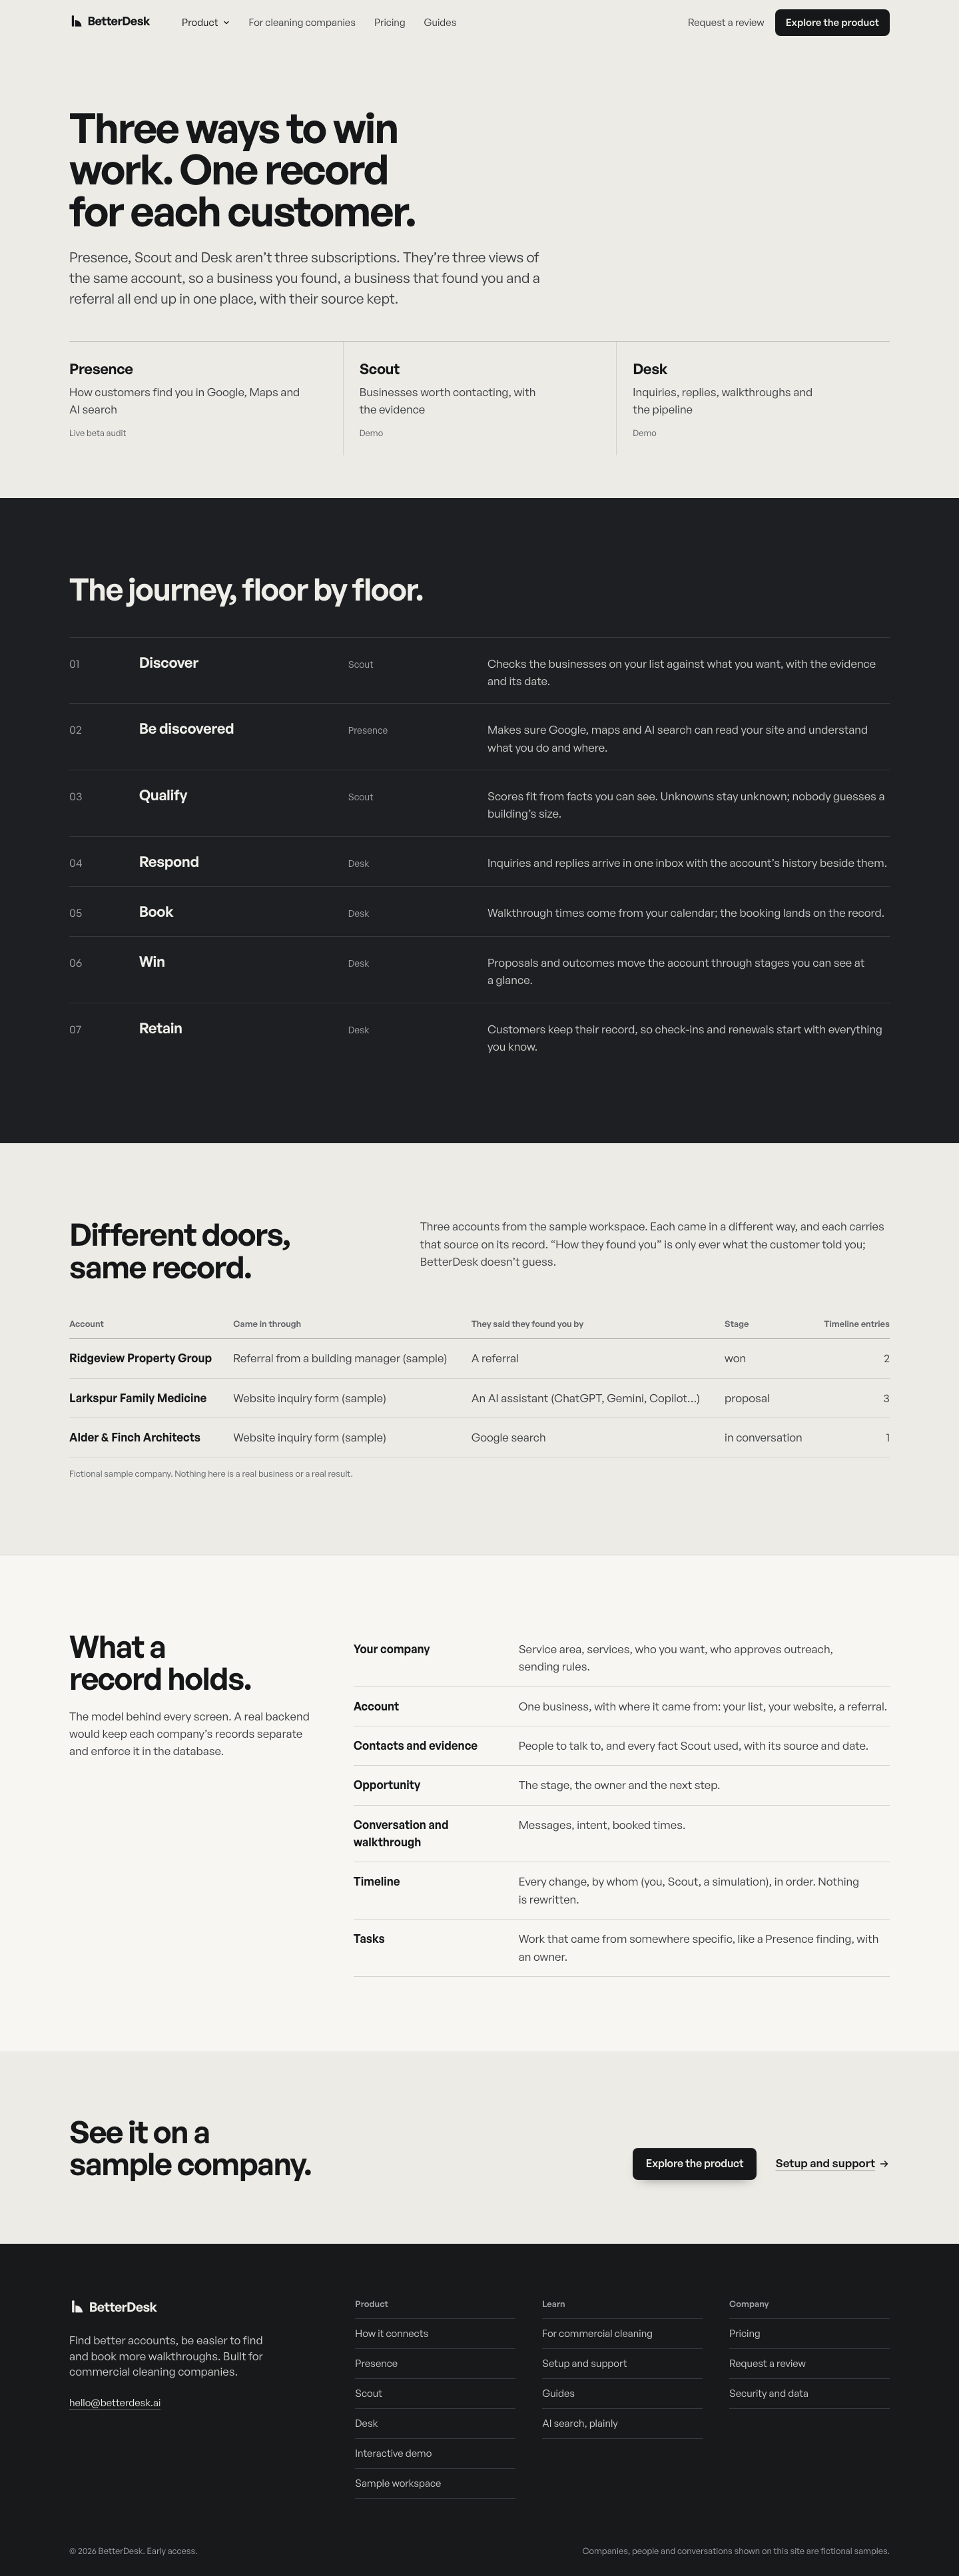 BetterDesk
Product
For cleaning companies
Pricing
Guides
Request a review
Explore the product
Three ways to win
work. One record
for each customer.
Presence, Scout and Desk aren’t three subscriptions. They’re three views of
the same account, so a business you found, a business that found you and a
referral all end up in one place, with their source kept.
Presence
How customers find you in Google, Maps and
AI search
Live beta audit
Scout
Businesses worth contacting, with
the evidence
Demo
Desk
Inquiries, replies, walkthroughs and
the pipeline
Demo
The journey, floor by floor.
01 Discover Scout Checks the businesses on your list against what you want, with the evidence
and its date.
02 Be discovered Presence Makes sure Google, maps and AI search can read your site and understand
what you do and where.
03 Qualify Scout Scores fit from facts you can see. Unknowns stay unknown; nobody guesses a
building’s size.
04 Respond Desk Inquiries and replies arrive in one inbox with the account’s history beside them.
05 Book Desk Walkthrough times come from your calendar; the booking lands on the record.
06 Win Desk Proposals and outcomes move the account through stages you can see at
a glance.
07 Retain Desk Customers keep their record, so check-ins and renewals start with everything
you know.
Different doors,
same record.
Three accounts from the sample workspace. Each came in a different way, and each carries
that source on its record. “How they found you” is only ever what the customer told you;
BetterDesk doesn’t guess.
Account Came in through They said they found you by Stage Timeline entries
Ridgeview Property Group Referral from a building manager (sample) A referral won 2
Larkspur Family Medicine Website inquiry form (sample) An AI assistant (ChatGPT, Gemini, Copilot…) proposal 3
Alder & Finch Architects Website inquiry form (sample) Google search in conversation 1
Fictional sample company. Nothing here is a real business or a real result.
What a
record holds.
The model behind every screen. A real backend
would keep each company’s records separate
and enforce it in the database.
Your company Service area, services, who you want, who approves outreach,
sending rules.
Account One business, with where it came from: your list, your website, a referral.
Contacts and evidence People to talk to, and every fact Scout used, with its source and date.
Opportunity The stage, the owner and the next step.
Conversation and
walkthrough
Messages, intent, booked times.
Timeline Every change, by whom (you, Scout, a simulation), in order. Nothing
is rewritten.
Tasks Work that came from somewhere specific, like a Presence finding, with
an owner.
See it on a
sample company.
Explore the product
Setup and support →
BetterDesk
Find better accounts, be easier to find
and book more walkthroughs. Built for
commercial cleaning companies.
hello@betterdesk.ai
Product
How it connects
Presence
Scout
Desk
Interactive demo
Sample workspace
Learn
For commercial cleaning
Setup and support
Guides
AI search, plainly
Company
Pricing
Request a review
Security and data
© 2026 BetterDesk. Early access.
Companies, people and conversations shown on this site are fictional samples.